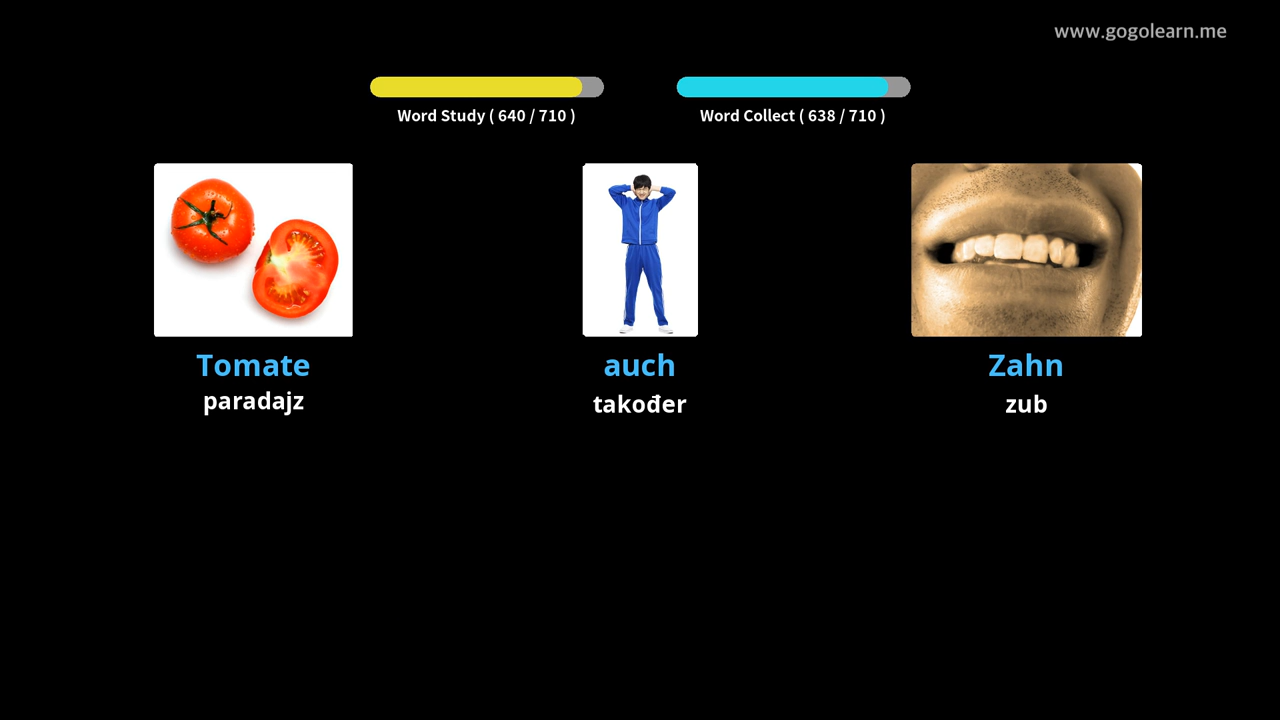 www.gogolearn.me
Word Study ( 640 / 710 )
Word Collect ( 638 / 710 )
Tomate
paradajz
auch
također
Zahn
zub